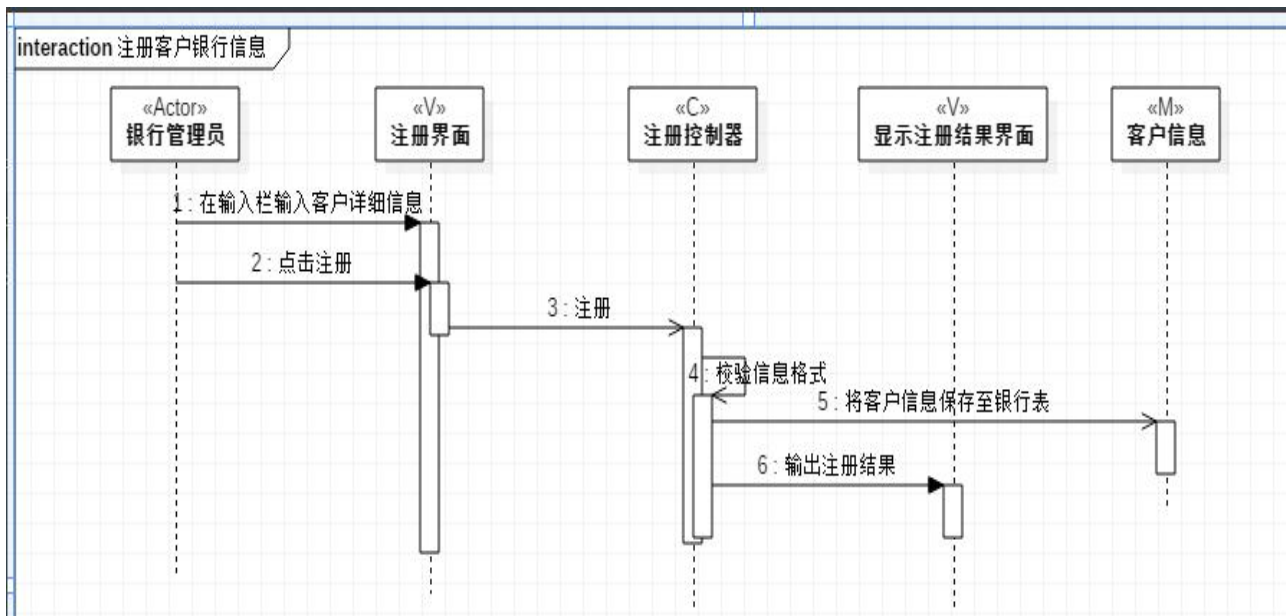 interaction 注册客户银行信息
«Actor»
银行管理员
«V»
注册界面
«C»
注册控制器
«V»
显示注册结果界面
«M»
客户信息
1 : 在输入栏输入客户详细信息
2 : 点击注册
3 : 注册
4 : 校验信息格式
5 : 将客户信息保存至银行表
6 : 输出注册结果